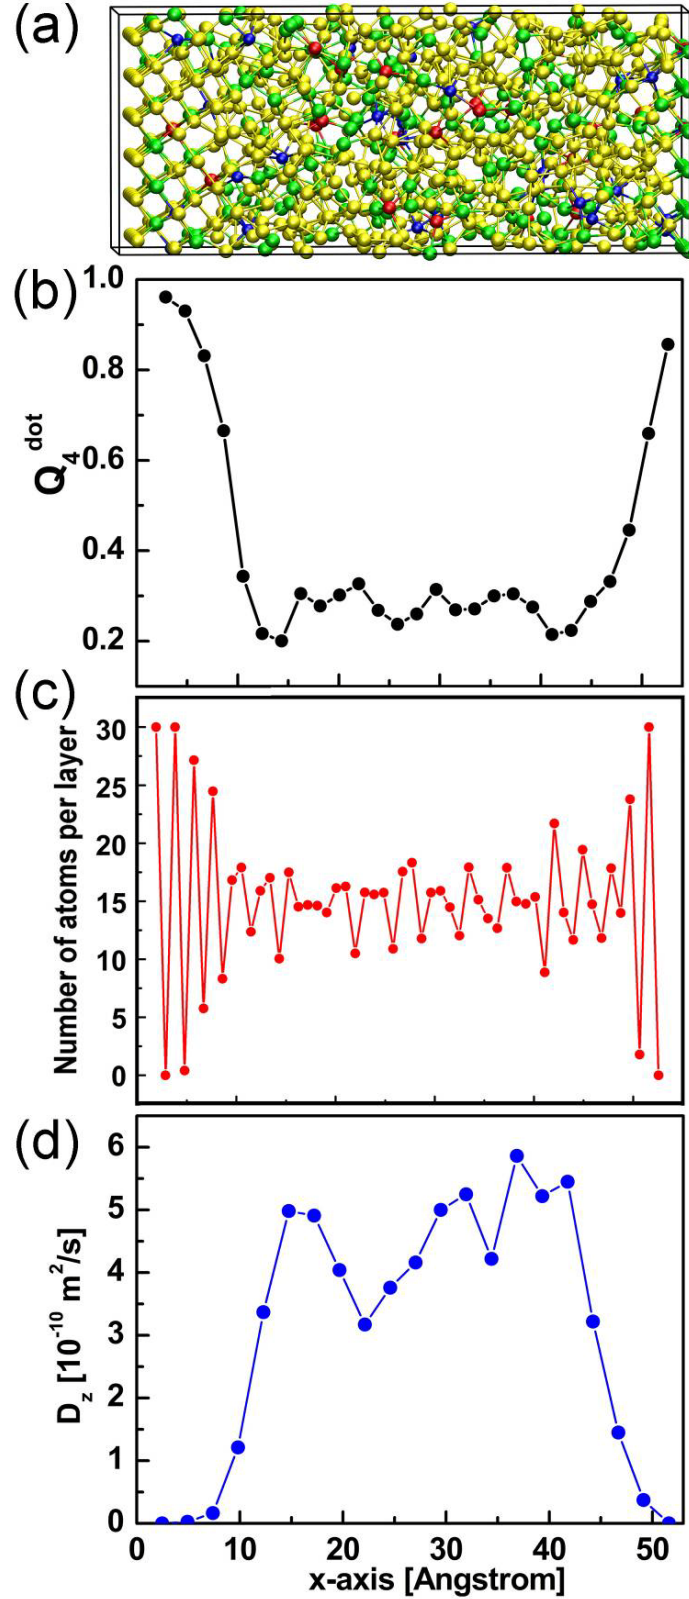 (a)
(b)
1.0
0.8
0.6
0.4
0.2
Q₄ᵈᵒᵗ
(c)
30
25
20
15
10
5
0
Number of atoms per layer
(d)
6
5
4
3
2
1
0
D_z [10⁻¹⁰ m²/s]
0 10 20 30 40 50
x-axis [Angstrom]